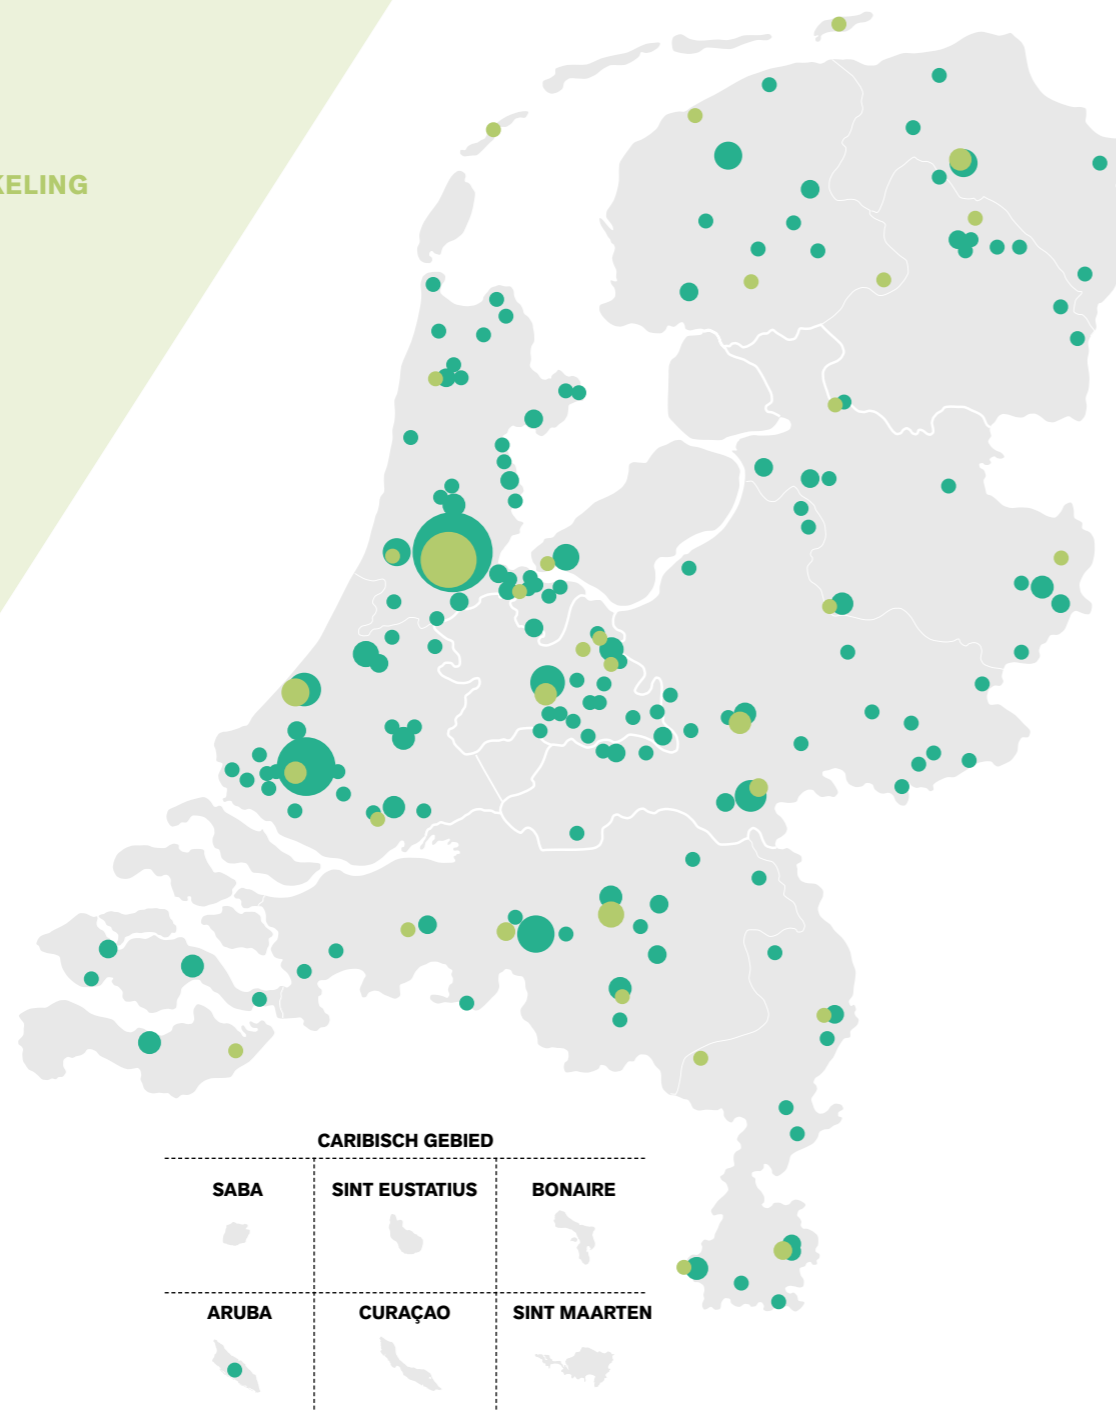 KELING
CARIBISCH GEBIED
SABA
SINT EUSTATIUS
BONAIRE
ARUBA
CURAÇAO
SINT MAARTEN